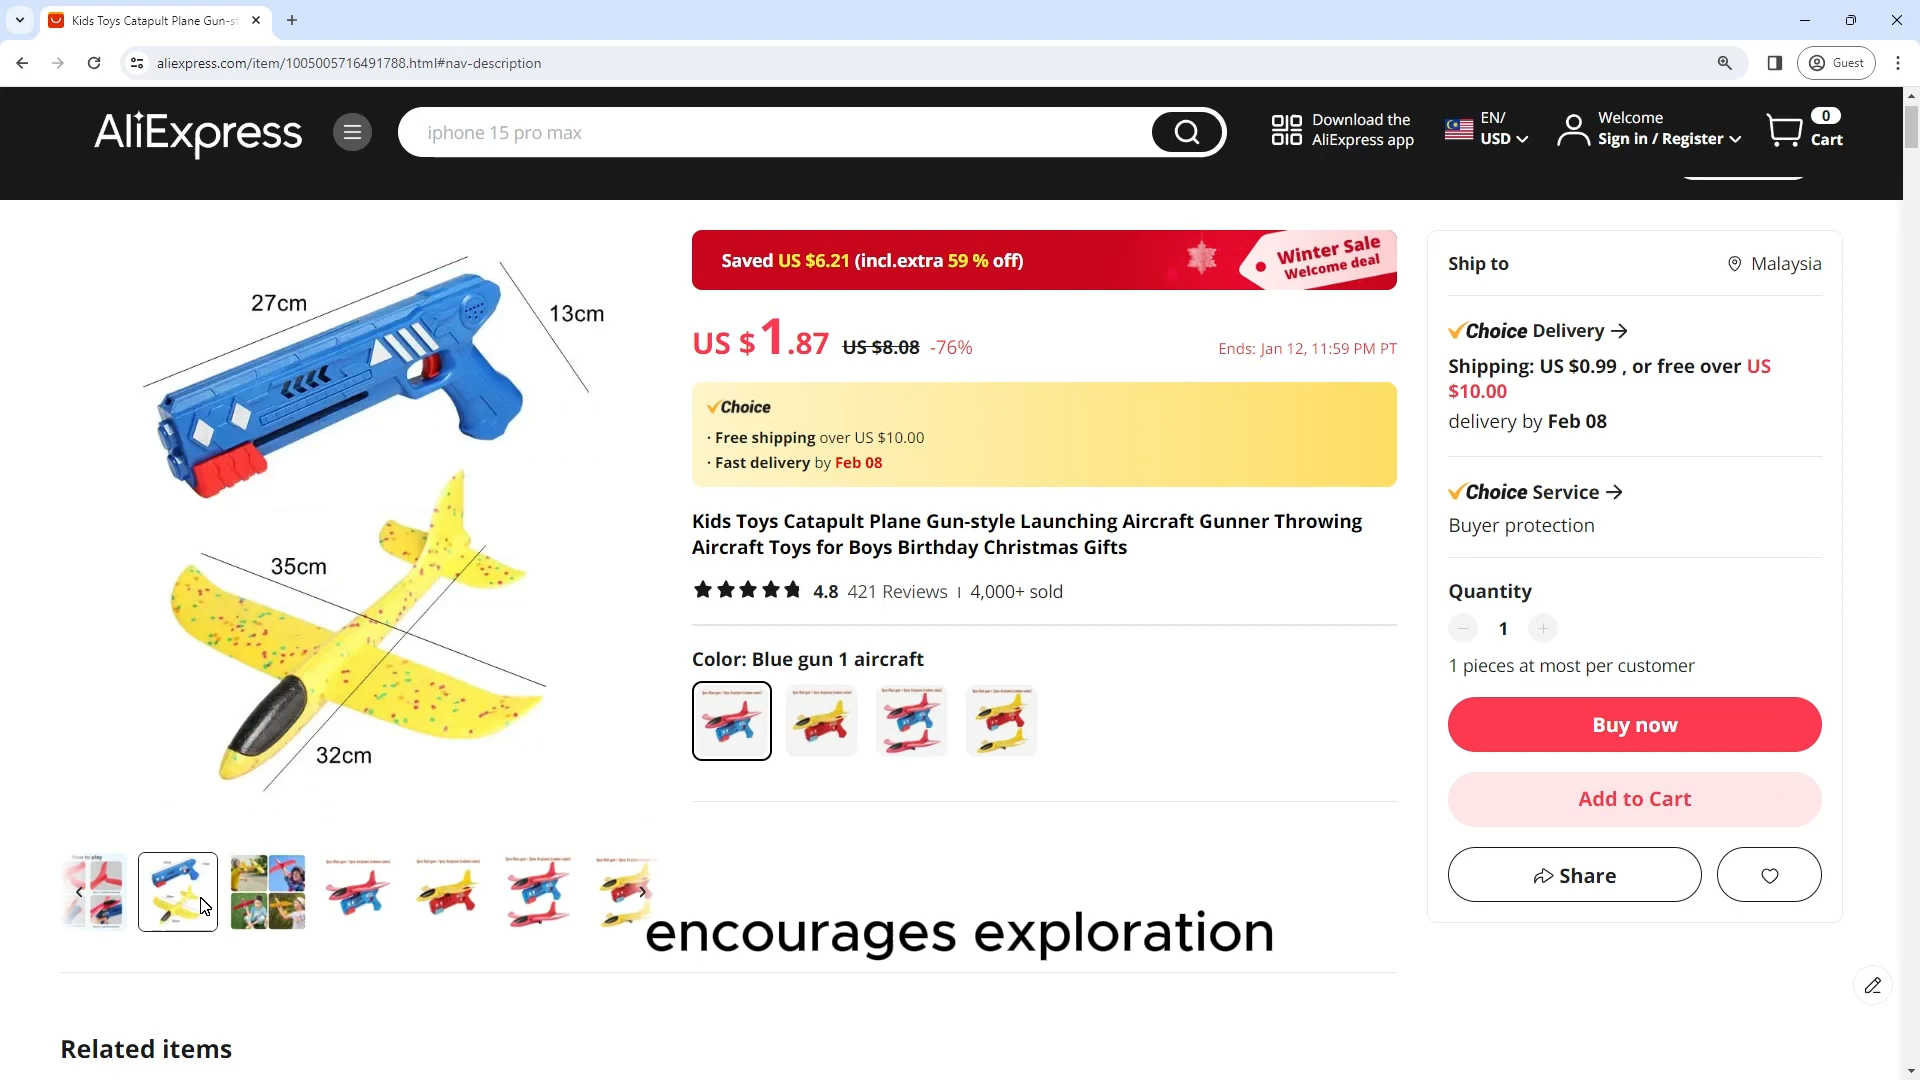 Kids Toys Catapult Plane Gun-st
aliexpress.com/item/1005005716491788.html#nav-description
Guest
AliExpress
iphone 15 pro max
Download the
AliExpress app
EN/
USD
Welcome
Sign in / Register
0
Cart
27cm
13cm
35cm
32cm
Saved US $6.21 (incl.extra 59 % off)
Winter Sale
Welcome deal
US $1.87 US $8.08 -76%
Ends: Jan 12, 11:59 PM PT
Choice
· Free shipping over US $10.00
· Fast delivery by Feb 08
Kids Toys Catapult Plane Gun-style Launching Aircraft Gunner Throwing
Aircraft Toys for Boys Birthday Christmas Gifts
4.8 421 Reviews 4,000+ sold
Color: Blue gun 1 aircraft
Ship to
Malaysia
Choice Delivery
Shipping: US $0.99 , or free over US
$10.00
delivery by Feb 08
Choice Service
Buyer protection
Quantity
1
1 pieces at most per customer
Buy now
Add to Cart
Share
How to play
encourages exploration
Related items